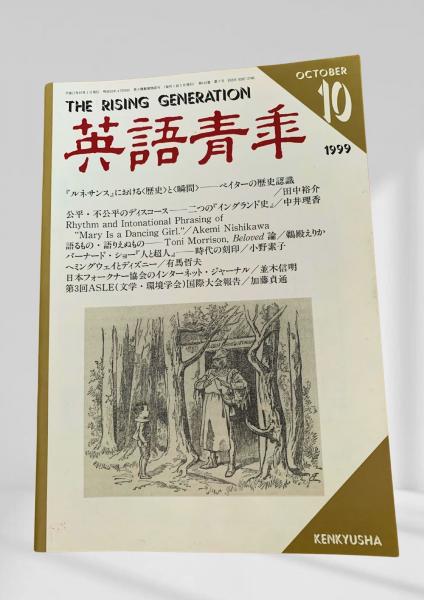 OCTOBER
10
1999
THE RISING GENERATION
英語青年
『ルネサンス』における〈歴史〉と〈瞬間〉——ペイターの歴史認識
／田中裕介
公平・不公平のディスコース——二つの『イングランド史』／中井理香
Rhythm and Intonational Phrasing of
“Mary Is a Dancing Girl.”／Akemi Nishikawa
語るもの・語りえぬもの——Toni Morrison, Beloved 論／鵜殿えりか
バーナード・ショー『人と超人』——時代の刻印／小野素子
ヘミングウェイとディズニー／有馬哲夫
日本フォークナー協会のインターネット・ジャーナル／並木信明
第3回ASLE（文学・環境学会）国際大会報告／加藤貞通
KENKYUSHA